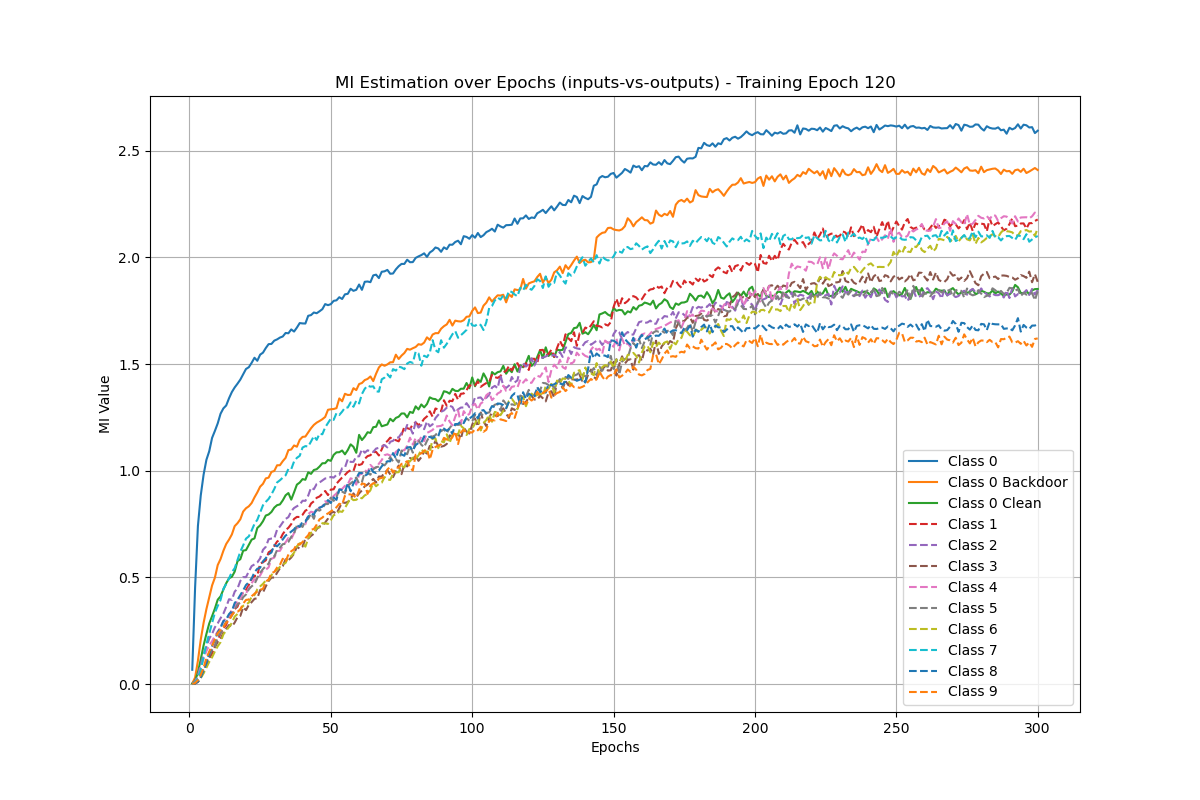 MI Estimation over Epochs (inputs-vs-outputs) - Training Epoch 120
MI Value
2.5
2.0
1.5
1.0
0.5
0.0
0
50
100
150
200
250
300
Epochs
Class 0
Class 0 Backdoor
Class 0 Clean
Class 1
Class 2
Class 3
Class 4
Class 5
Class 6
Class 7
Class 8
Class 9